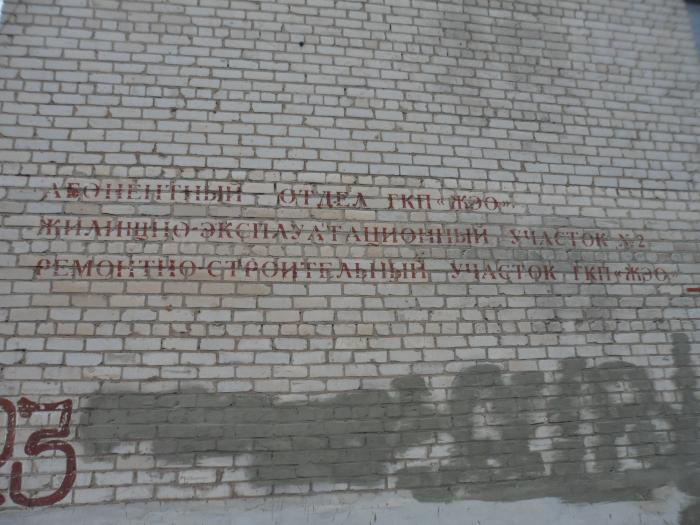 АБОНЕНТНЫЙ ОТДЕЛ ГКП «ЖЭО».
ЖИЛИЩНО-ЭКСПЛУАТАЦИОННЫЙ УЧАСТОК №2.
РЕМОНТНО-СТРОИТЕЛЬНЫЙ УЧАСТОК ГКП «ЖЭО»